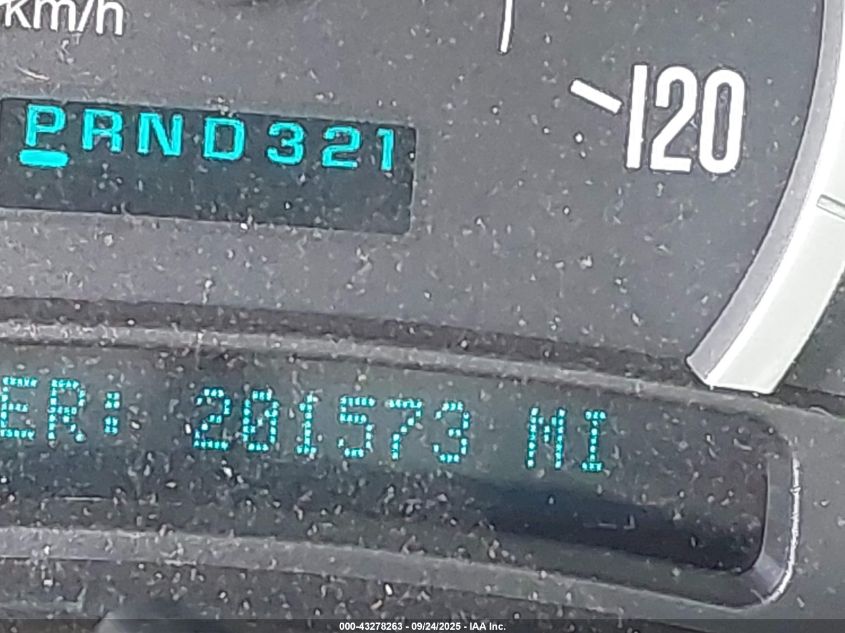 km/h
120
PRND321
ER: 201573 MI
000-43278263 - 09/24/2025 - IAA Inc.